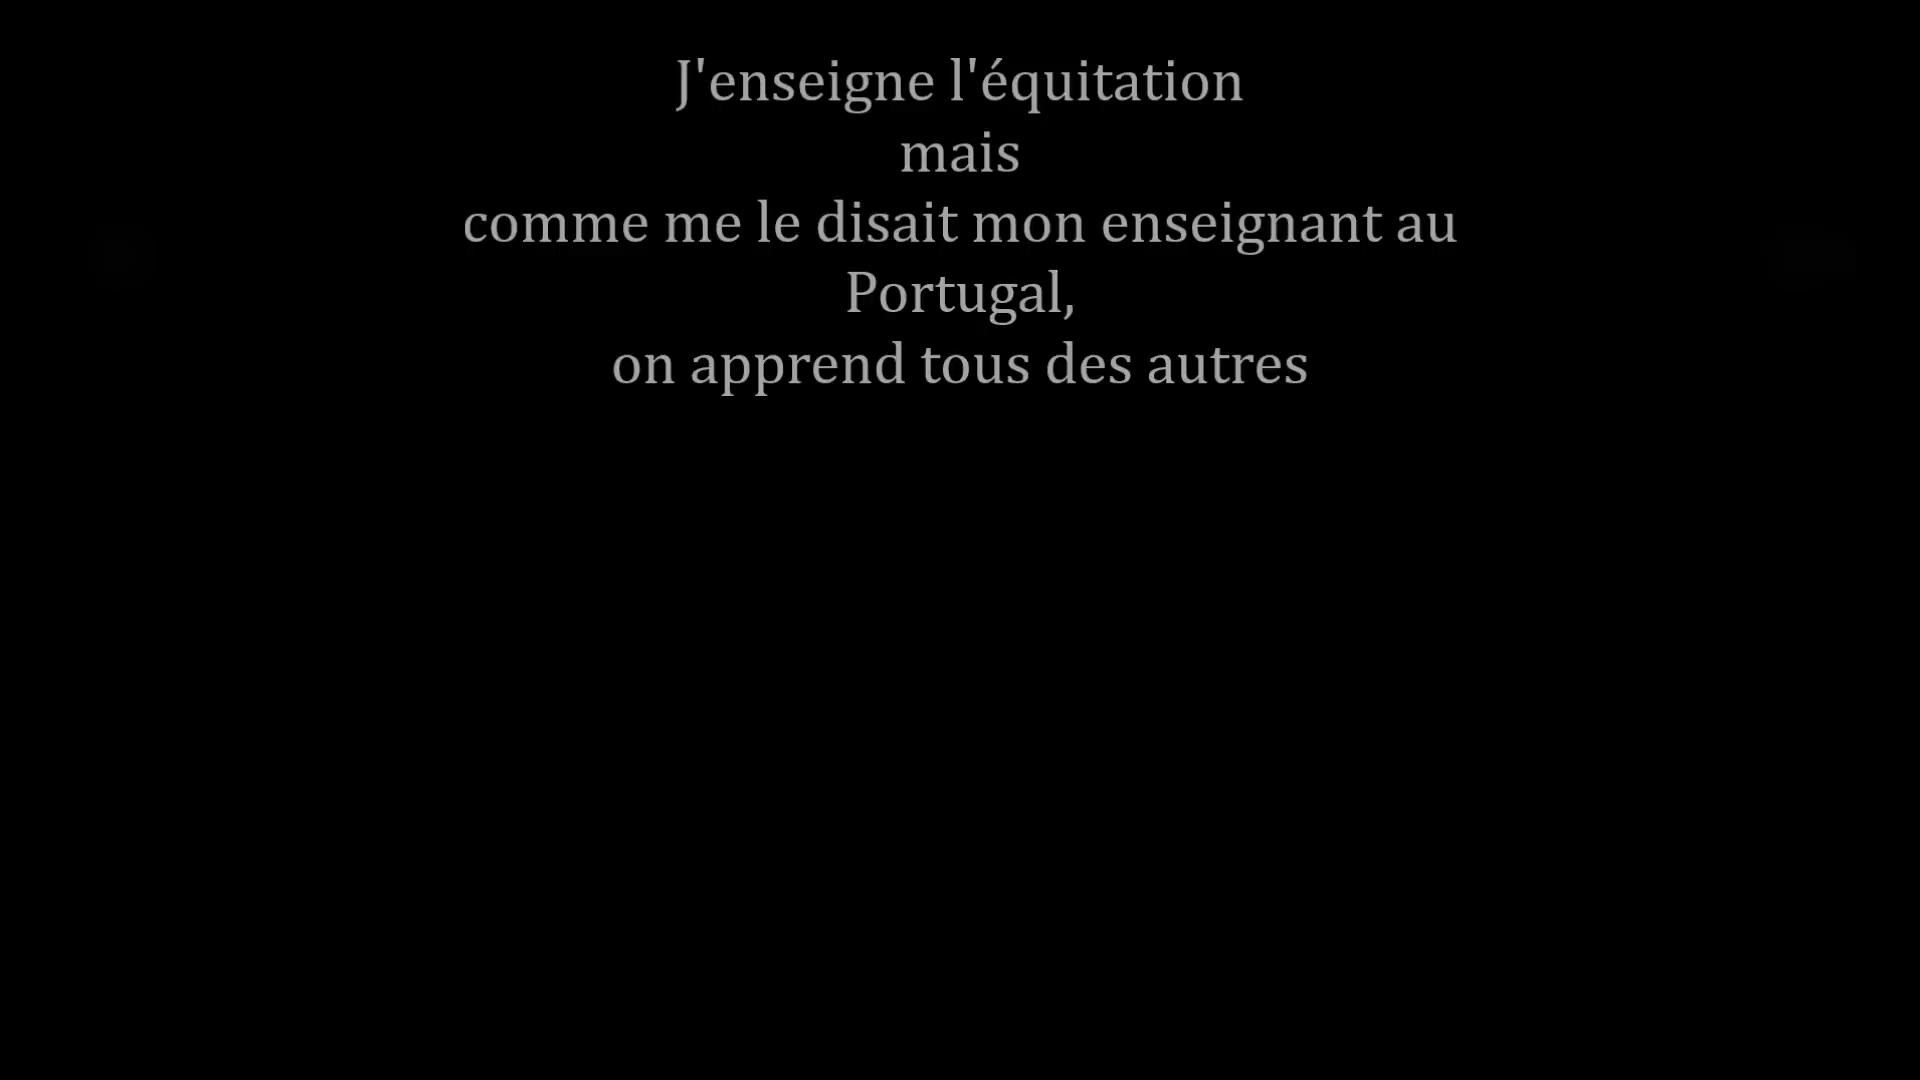 J'enseigne l'équitation
mais
comme me le disait mon enseignant au
Portugal,
on apprend tous des autres